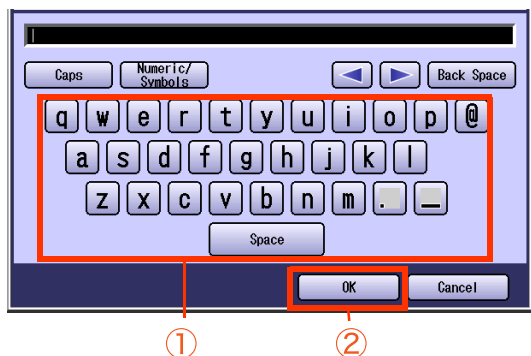 Caps Numeric/ Symbols Back Space
q w e r t y u i o p @
a s d f g h j k l
z x c v b n m . _
Space
OK Cancel
① ②